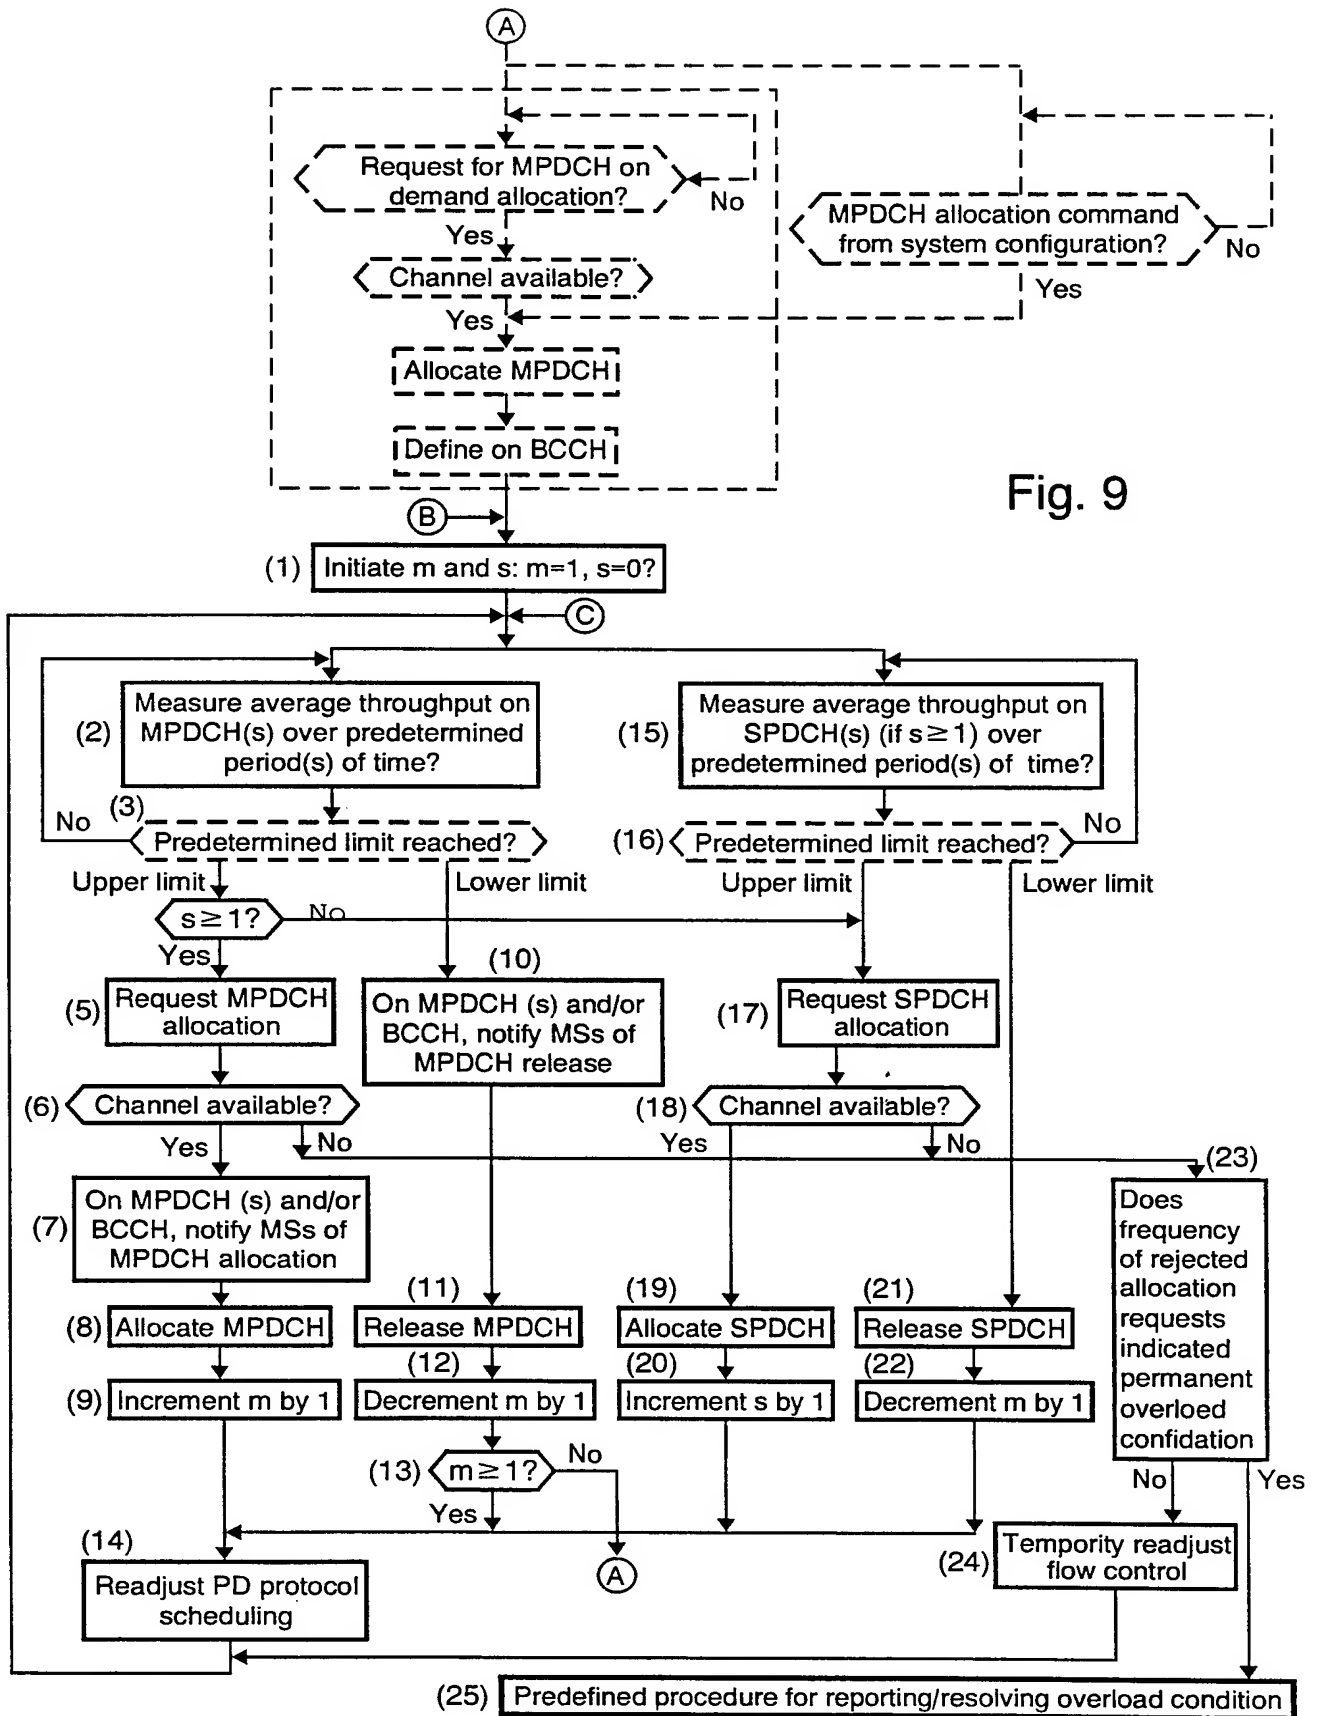 A
Request for MPDCH on
demand allocation?
No
Yes
MPDCH allocation command
from system configuration?
No
Yes
Channel available?
Yes
Allocate MPDCH
Define on BCCH
Fig. 9
B
(1) Initiate m and s: m=1, s=0?
C
(2) Measure average throughput on
MPDCH(s) over predetermined
period(s) of time?
(15) Measure average throughput on
SPDCH(s) (if s≧1) over
predetermined period(s) of time?
(3)
No
Predetermined limit reached?
(16) Predetermined limit reached?
No
Upper limit
Lower limit
Upper limit
Lower limit
s≧1?
No
Yes
(5) Request MPDCH
allocation
(10)
On MPDCH (s) and/or
BCCH, notify MSs of
MPDCH release
(17) Request SPDCH
allocation
(6) Channel available?
Yes
No
(18) Channel available?
Yes
No
(7) On MPDCH (s) and/or
BCCH, notify MSs of
MPDCH allocation
(23)
Does
frequency
of rejected
allocation
requests
indicated
permanent
overloed
confidation
No
Yes
(8) Allocate MPDCH
(11)
Release MPDCH
(19)
Allocate SPDCH
(21)
Release SPDCH
(9) Increment m by 1
(12)
Decrement m by 1
(20)
Increment s by 1
(22)
Decrement m by 1
(13) m≧1?
No
Yes
A
(14)
Readjust PD protocol
scheduling
(24) Tempority readjust
flow control
(25) Predefined procedure for reporting/resolving overload condition